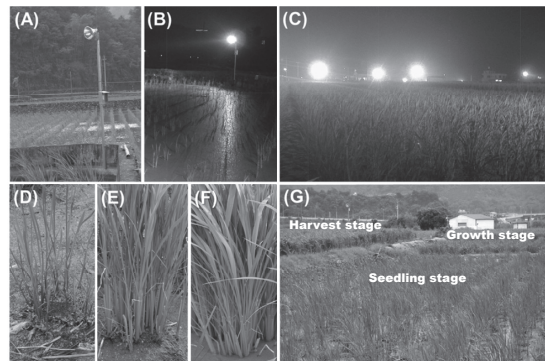 (A)
(B)
(C)
(D)
(E)
(F)
(G)
Harvest stage
Growth stage
Seedling stage